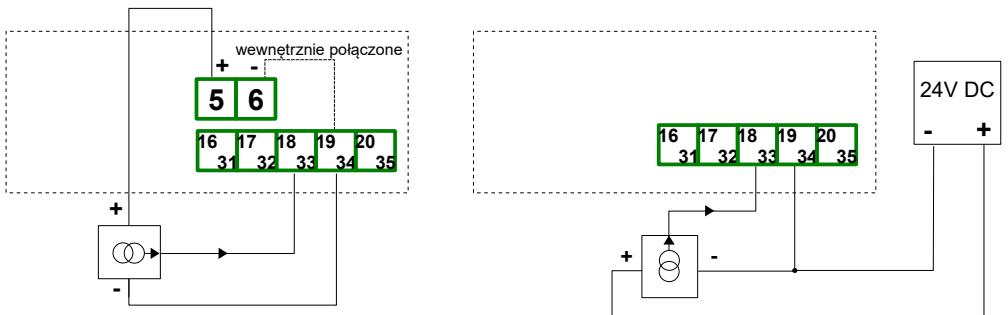 wewnętrznie połączone
+ -
5 6
16 17 18 19 20
31 32 33 34 35
+
-
16 17 18 19 20
31 32 33 34 35
+ -
24V DC
- +